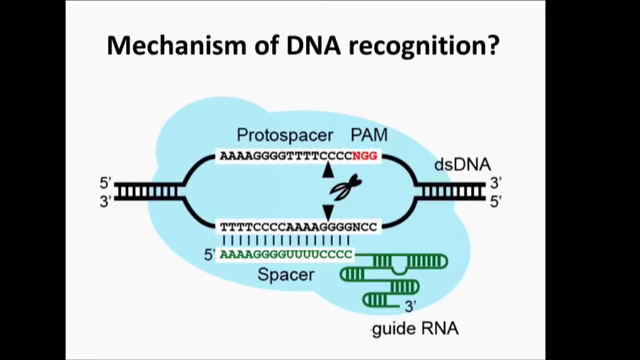 Mechanism of DNA recognition?
Protospacer PAM
AAAAGGGGTTTTCCCCNGG
dsDNA
5’ 3’
3’ 5’
TTTTCCCCAAAAGGGGNCC
5’ AAAAGGGGUUUUCCCC
Spacer
3’
guide RNA